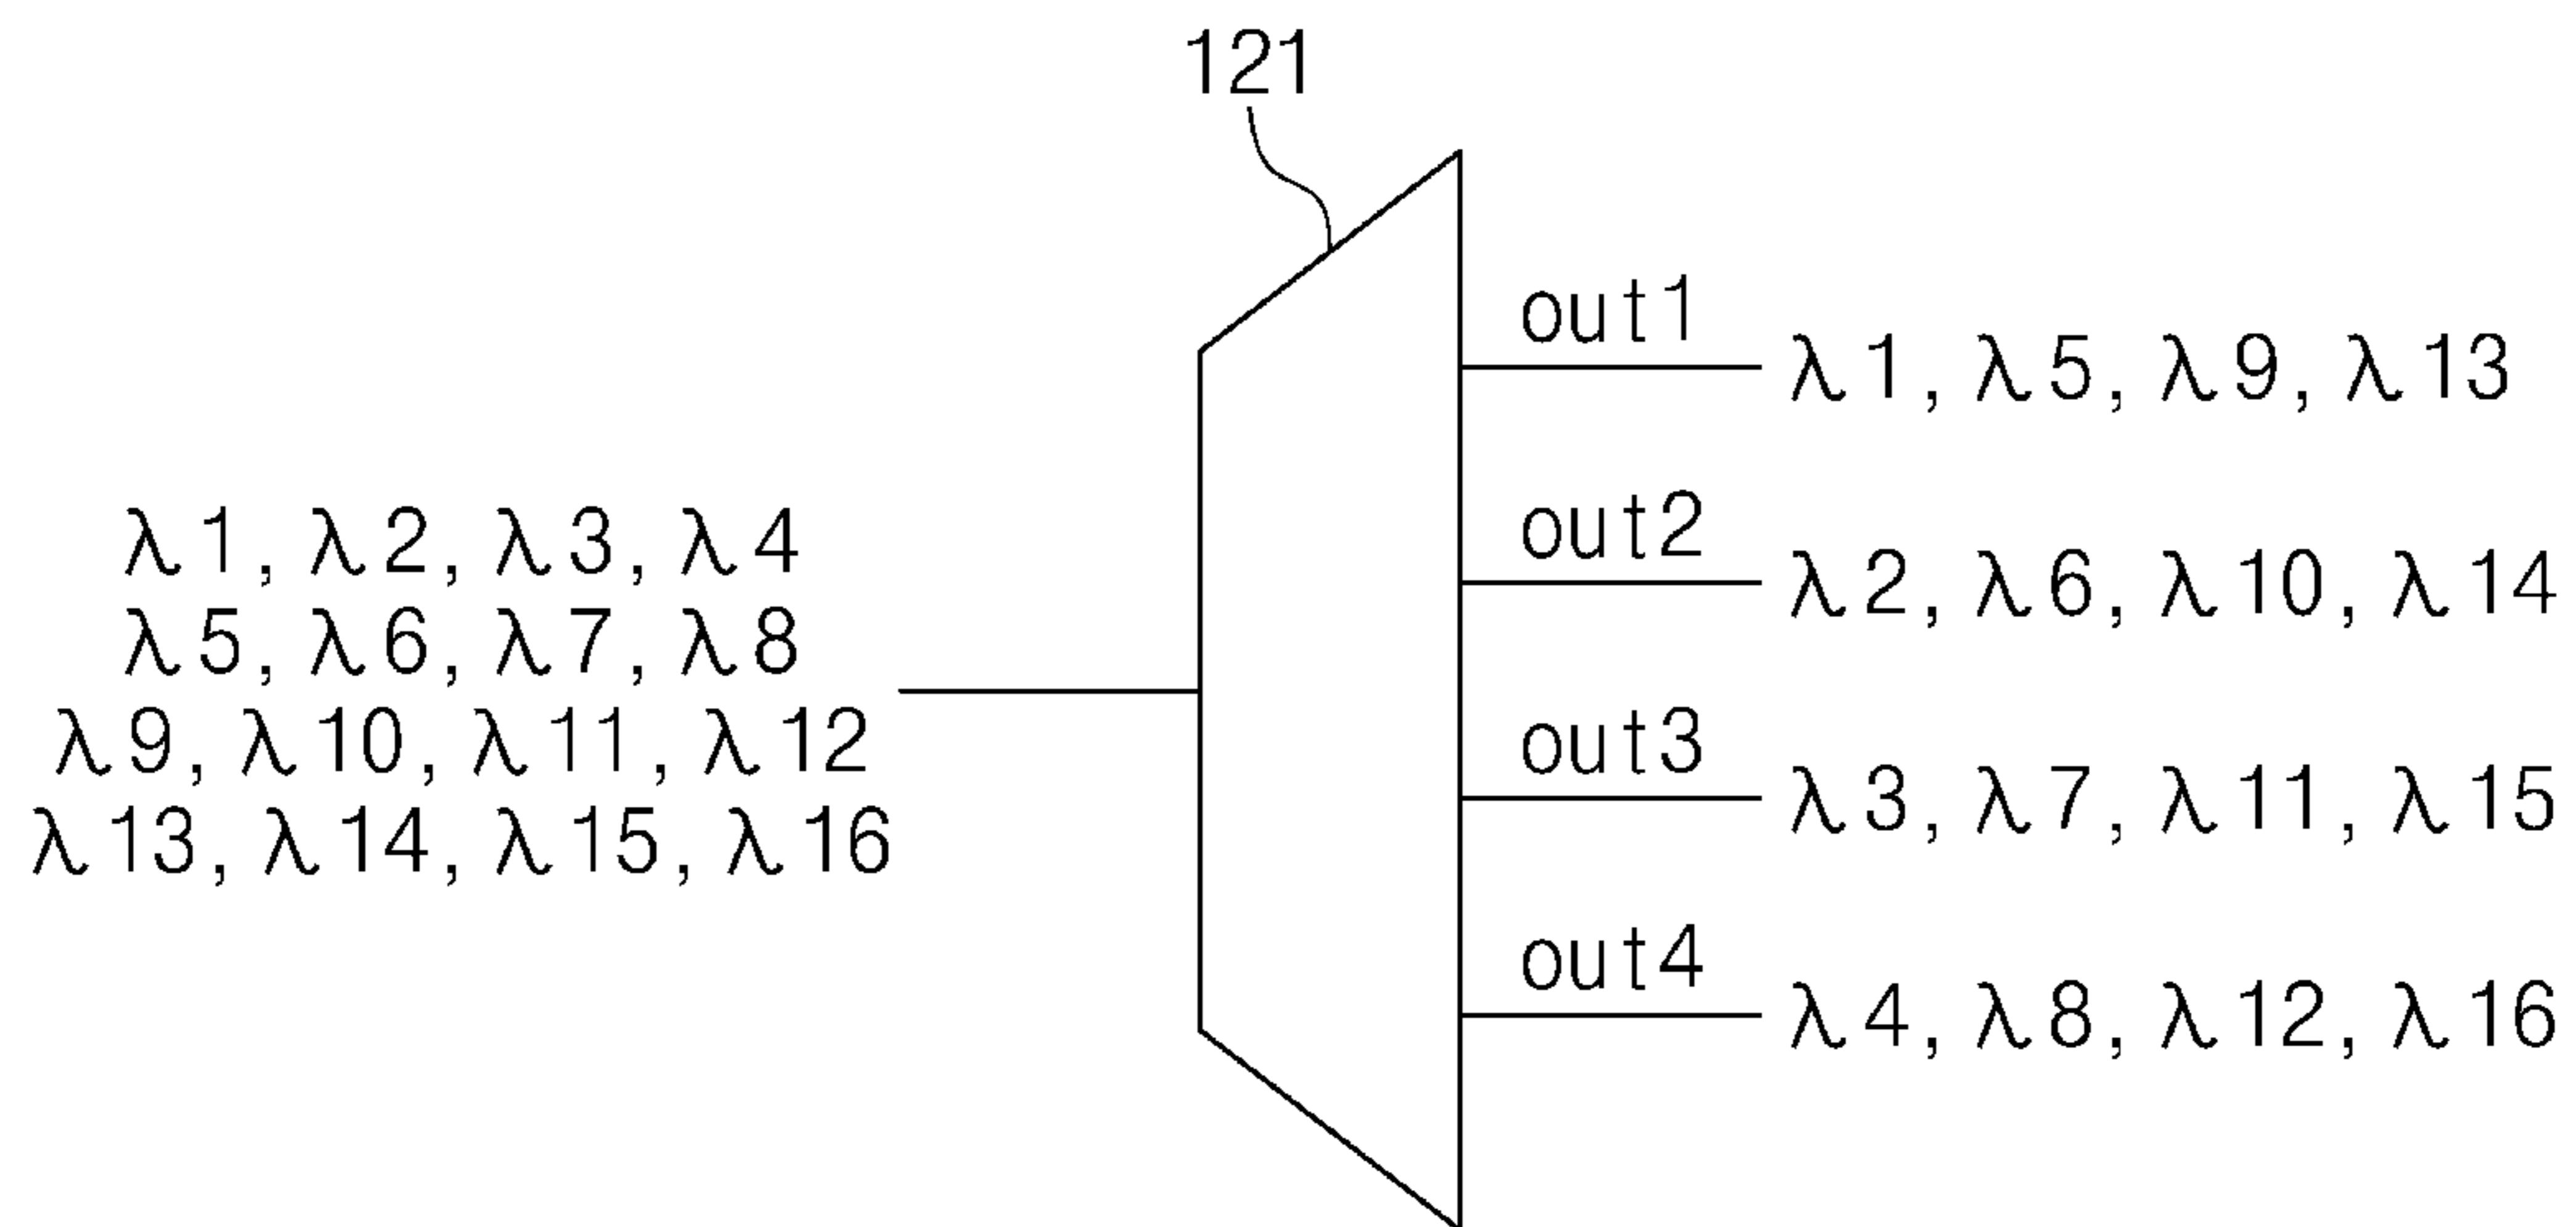 121
out1
λ1, λ5, λ9, λ13
λ1, λ2, λ3, λ4
λ5, λ6, λ7, λ8
λ9, λ10, λ11, λ12
λ13, λ14, λ15, λ16
out2
λ2, λ6, λ10, λ14
out3
λ3, λ7, λ11, λ15
out4
λ4, λ8, λ12, λ16